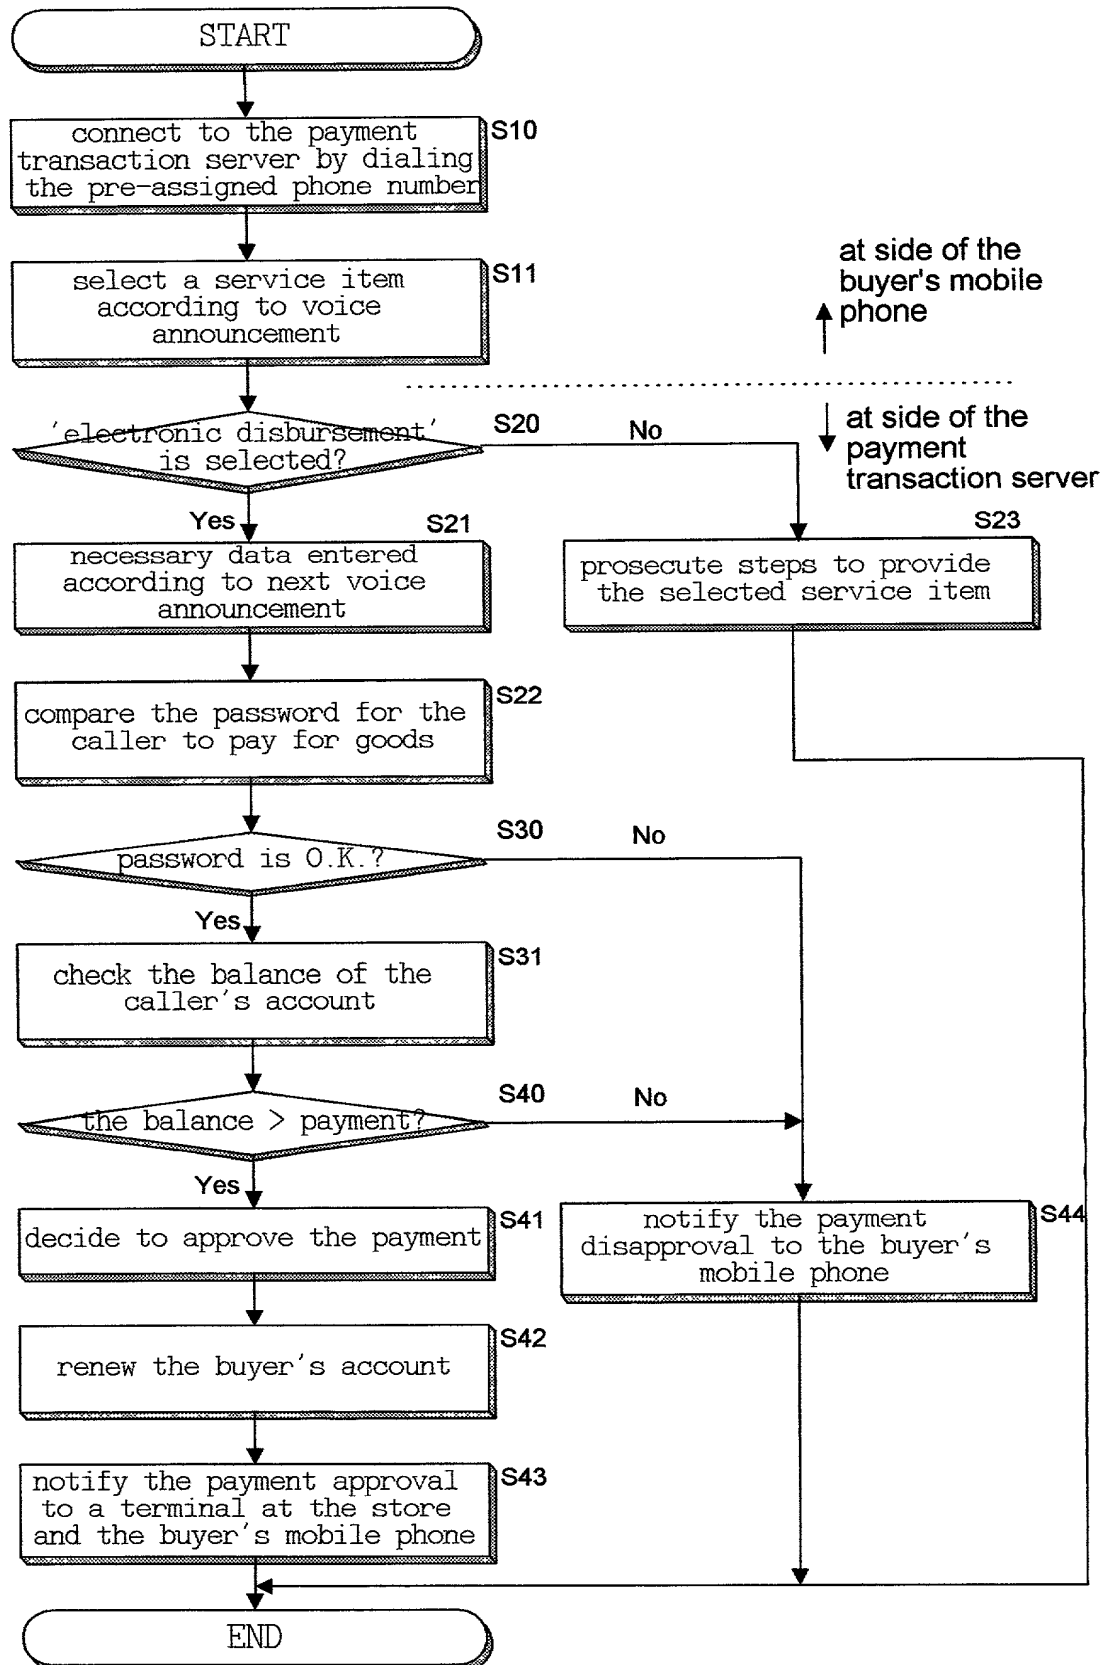 START
connect to the payment
transaction server by dialing
the pre-assigned phone number
S10
select a service item
according to voice
announcement
S11
at side of the
buyer's mobile
phone
'electronic disbursement'
is selected?
S20
No
at side of the
payment
transaction server
Yes
S21
necessary data entered
according to next voice
announcement
S23
prosecute steps to provide
the selected service item
S22
compare the password for the
caller to pay for goods
S30
No
password is O.K.?
Yes
S31
check the balance of the
caller's account
S40
No
the balance > payment?
Yes
S41
decide to approve the payment
S44
notify the payment
disapproval to the buyer's
mobile phone
S42
renew the buyer's account
S43
notify the payment approval
to a terminal at the store
and the buyer's mobile phone
END